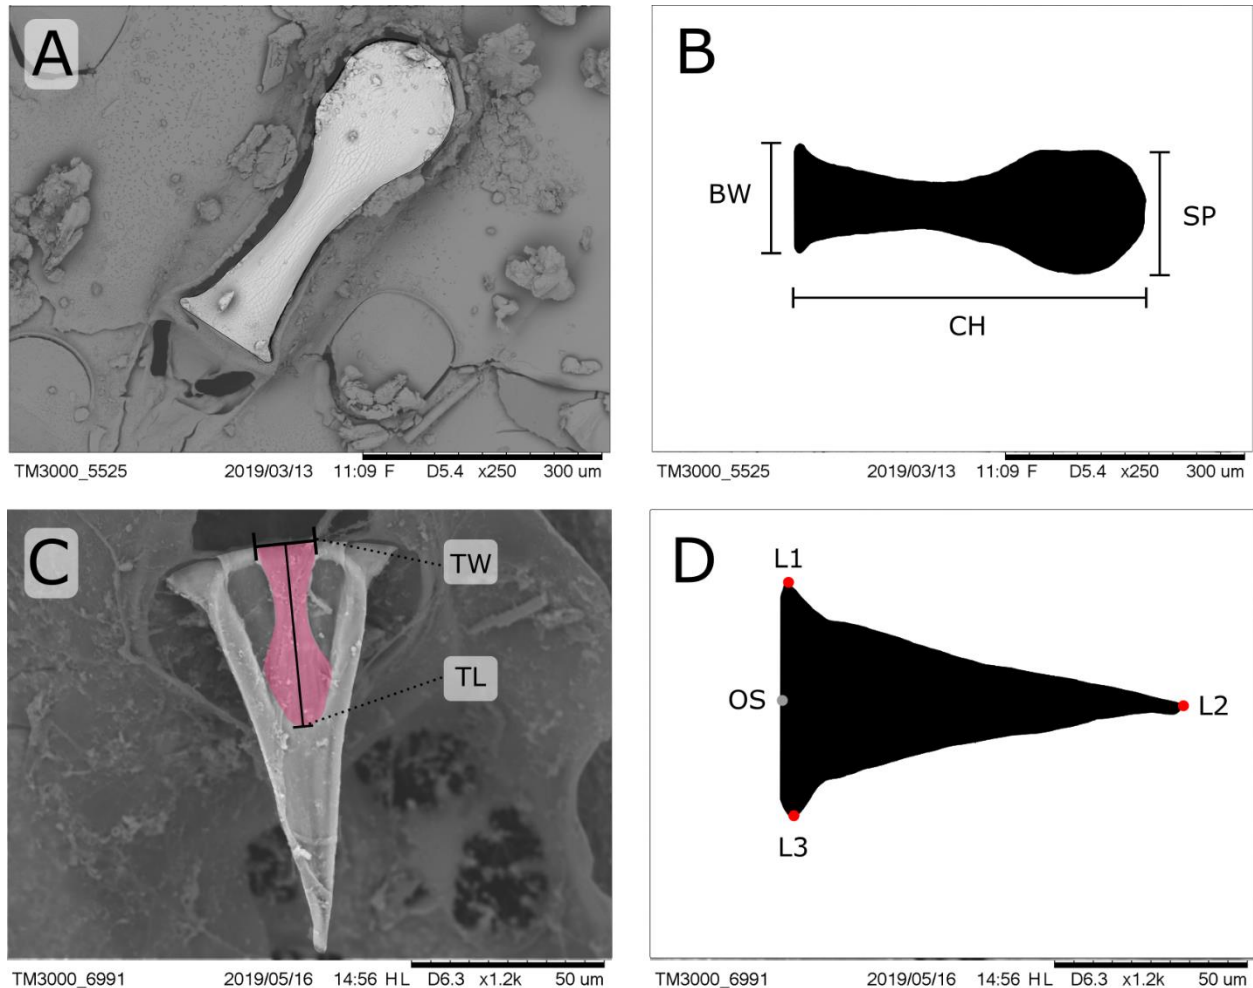 A
TM3000_5525 2019/03/13 11:09 F D5.4 x250 300 um
B
BW
SP
CH
TM3000_5525 2019/03/13 11:09 F D5.4 x250 300 um
C
TW
TL
TM3000_6991 2019/05/16 14:56 H L D6.3 x1.2k 50 um
D
L1
OS
L2
L3
TM3000_6991 2019/05/16 14:56 H L D6.3 x1.2k 50 um